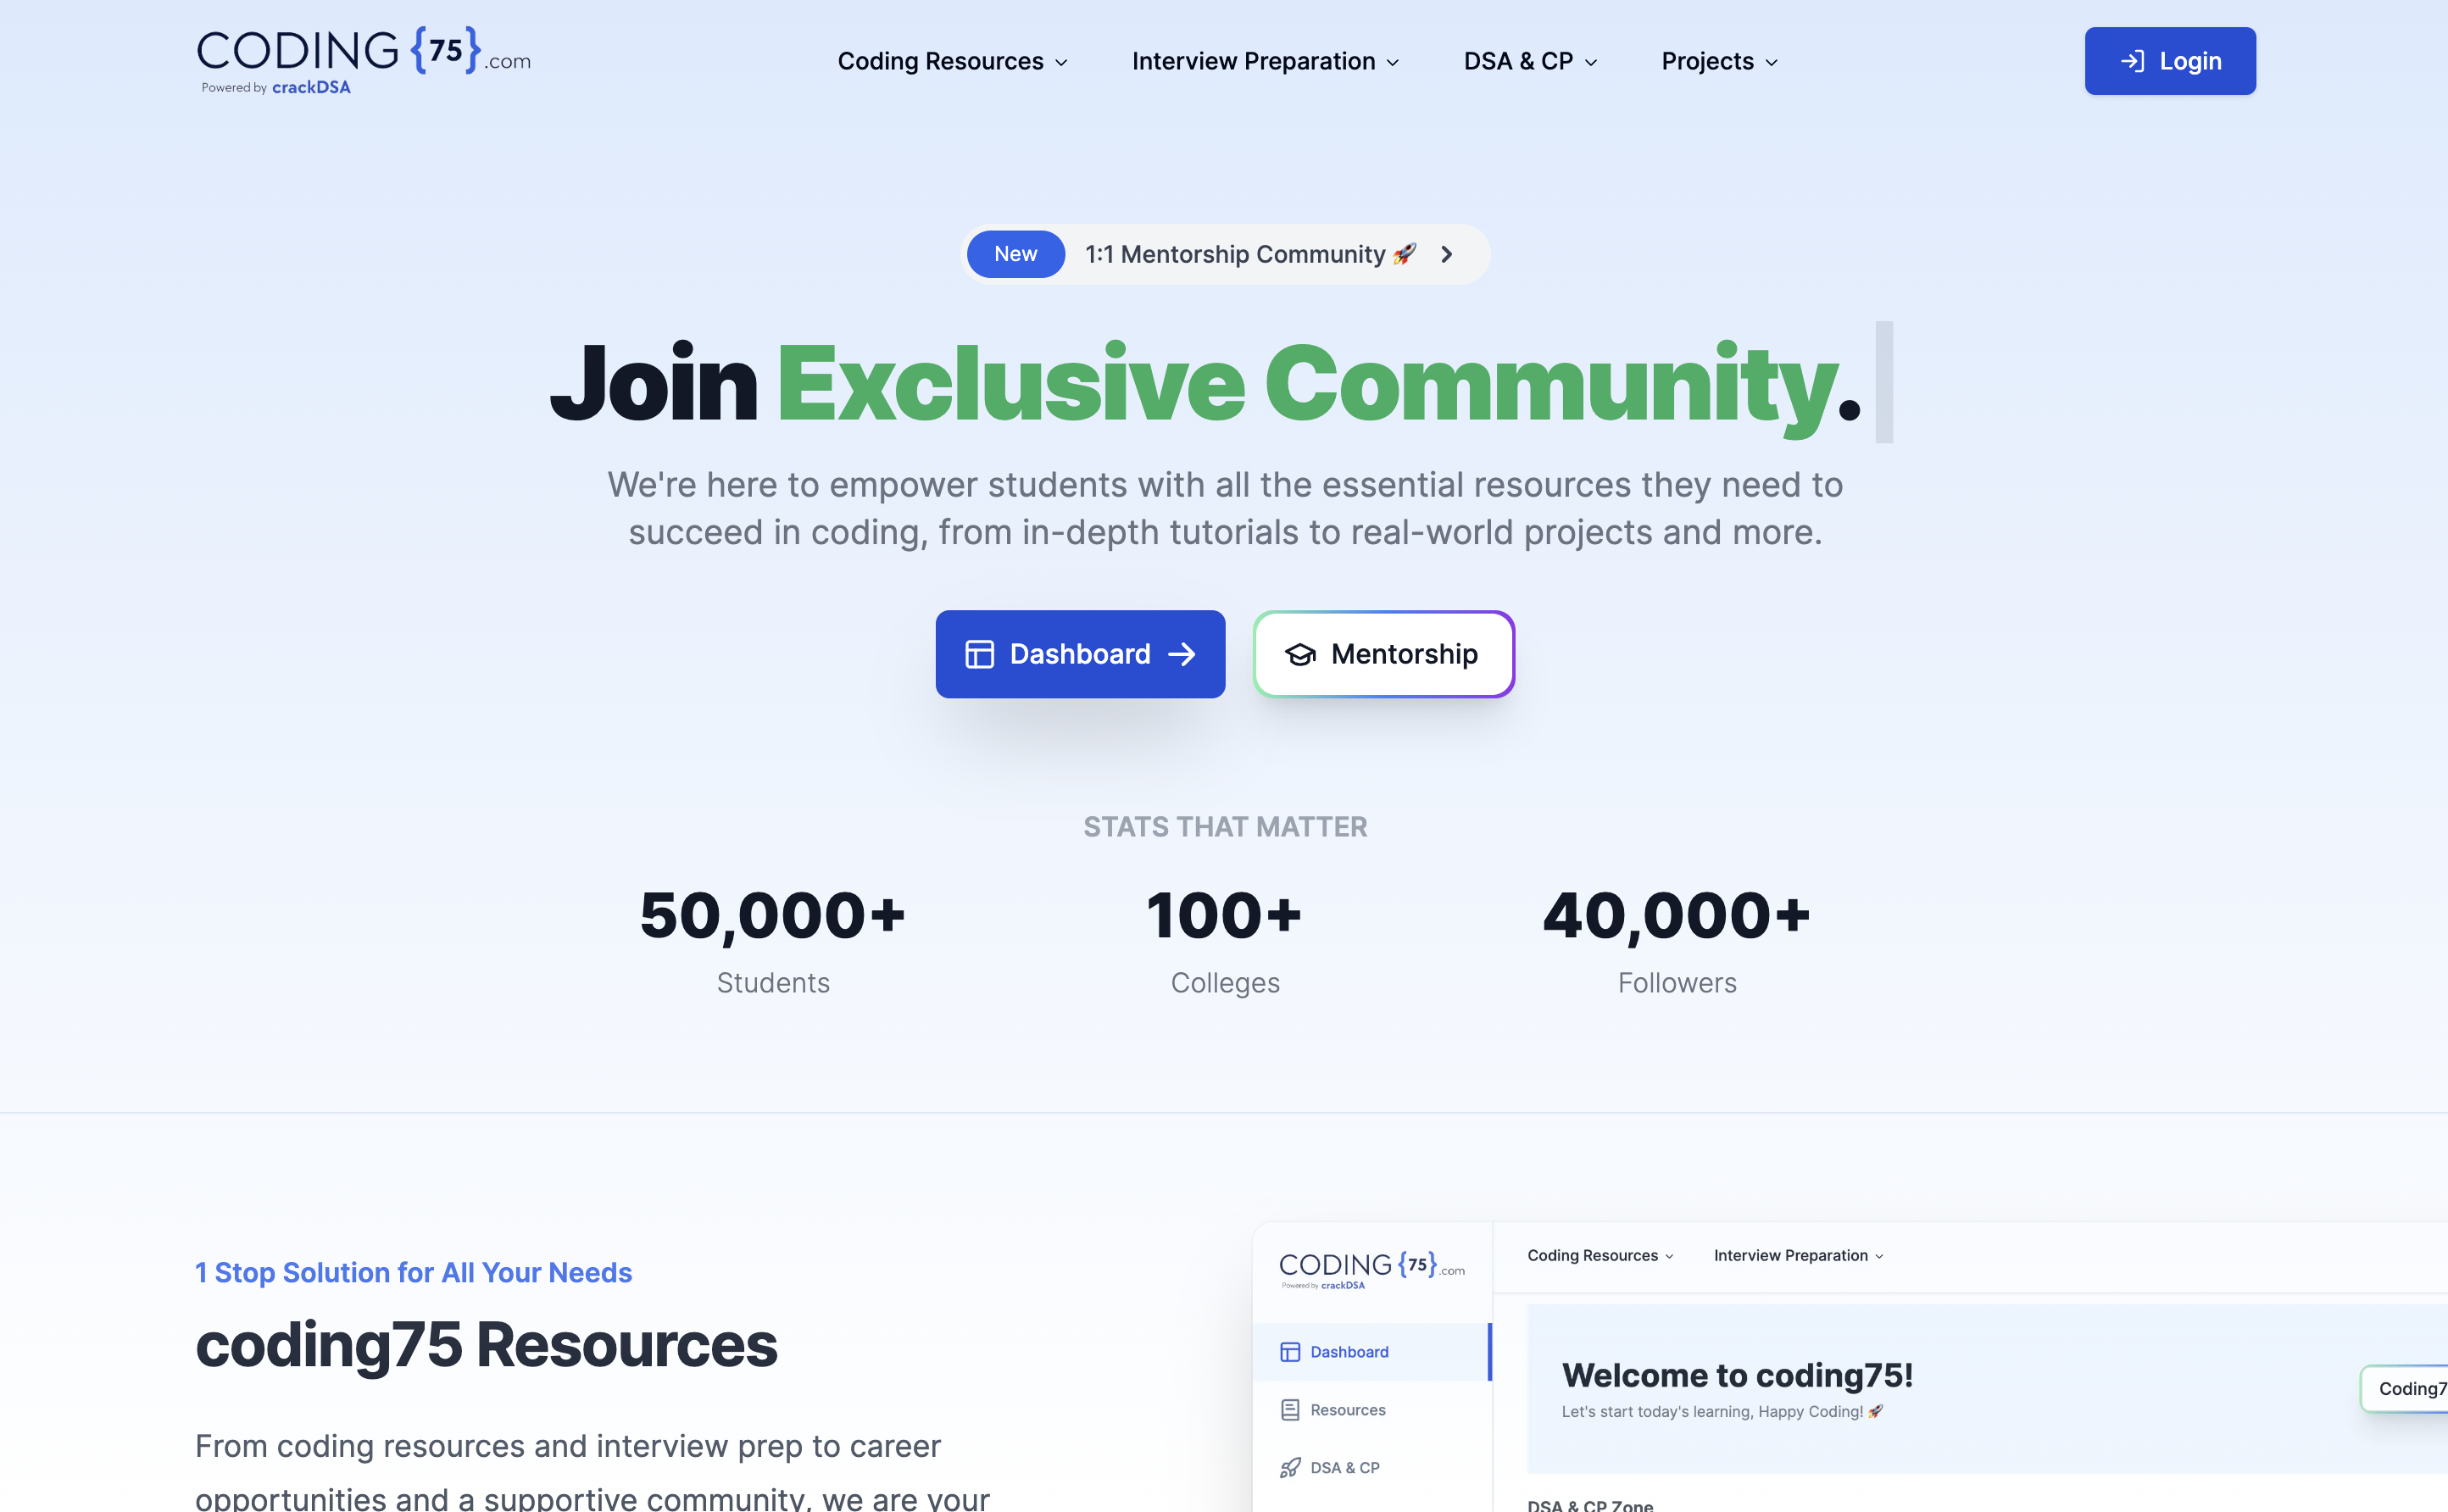 CODING {75}.com
Powered by crackDSA
Coding Resources
Interview Preparation
DSA & CP
Projects
Login
New
1:1 Mentorship Community 🚀
Join Exclusive Community.
We're here to empower students with all the essential resources they need to
succeed in coding, from in-depth tutorials to real-world projects and more.
Dashboard
Mentorship
STATS THAT MATTER
50,000+
Students
100+
Colleges
40,000+
Followers
1 Stop Solution for All Your Needs
coding75 Resources
From coding resources and interview prep to career
opportunities and a supportive community, we are your
CODING {75}.com
Powered by crackDSA
Dashboard
Resources
DSA & CP
Coding Resources
Interview Preparation
Welcome to coding75!
Let's start today's learning, Happy Coding! 🚀
Coding7
DSA & CP Zone